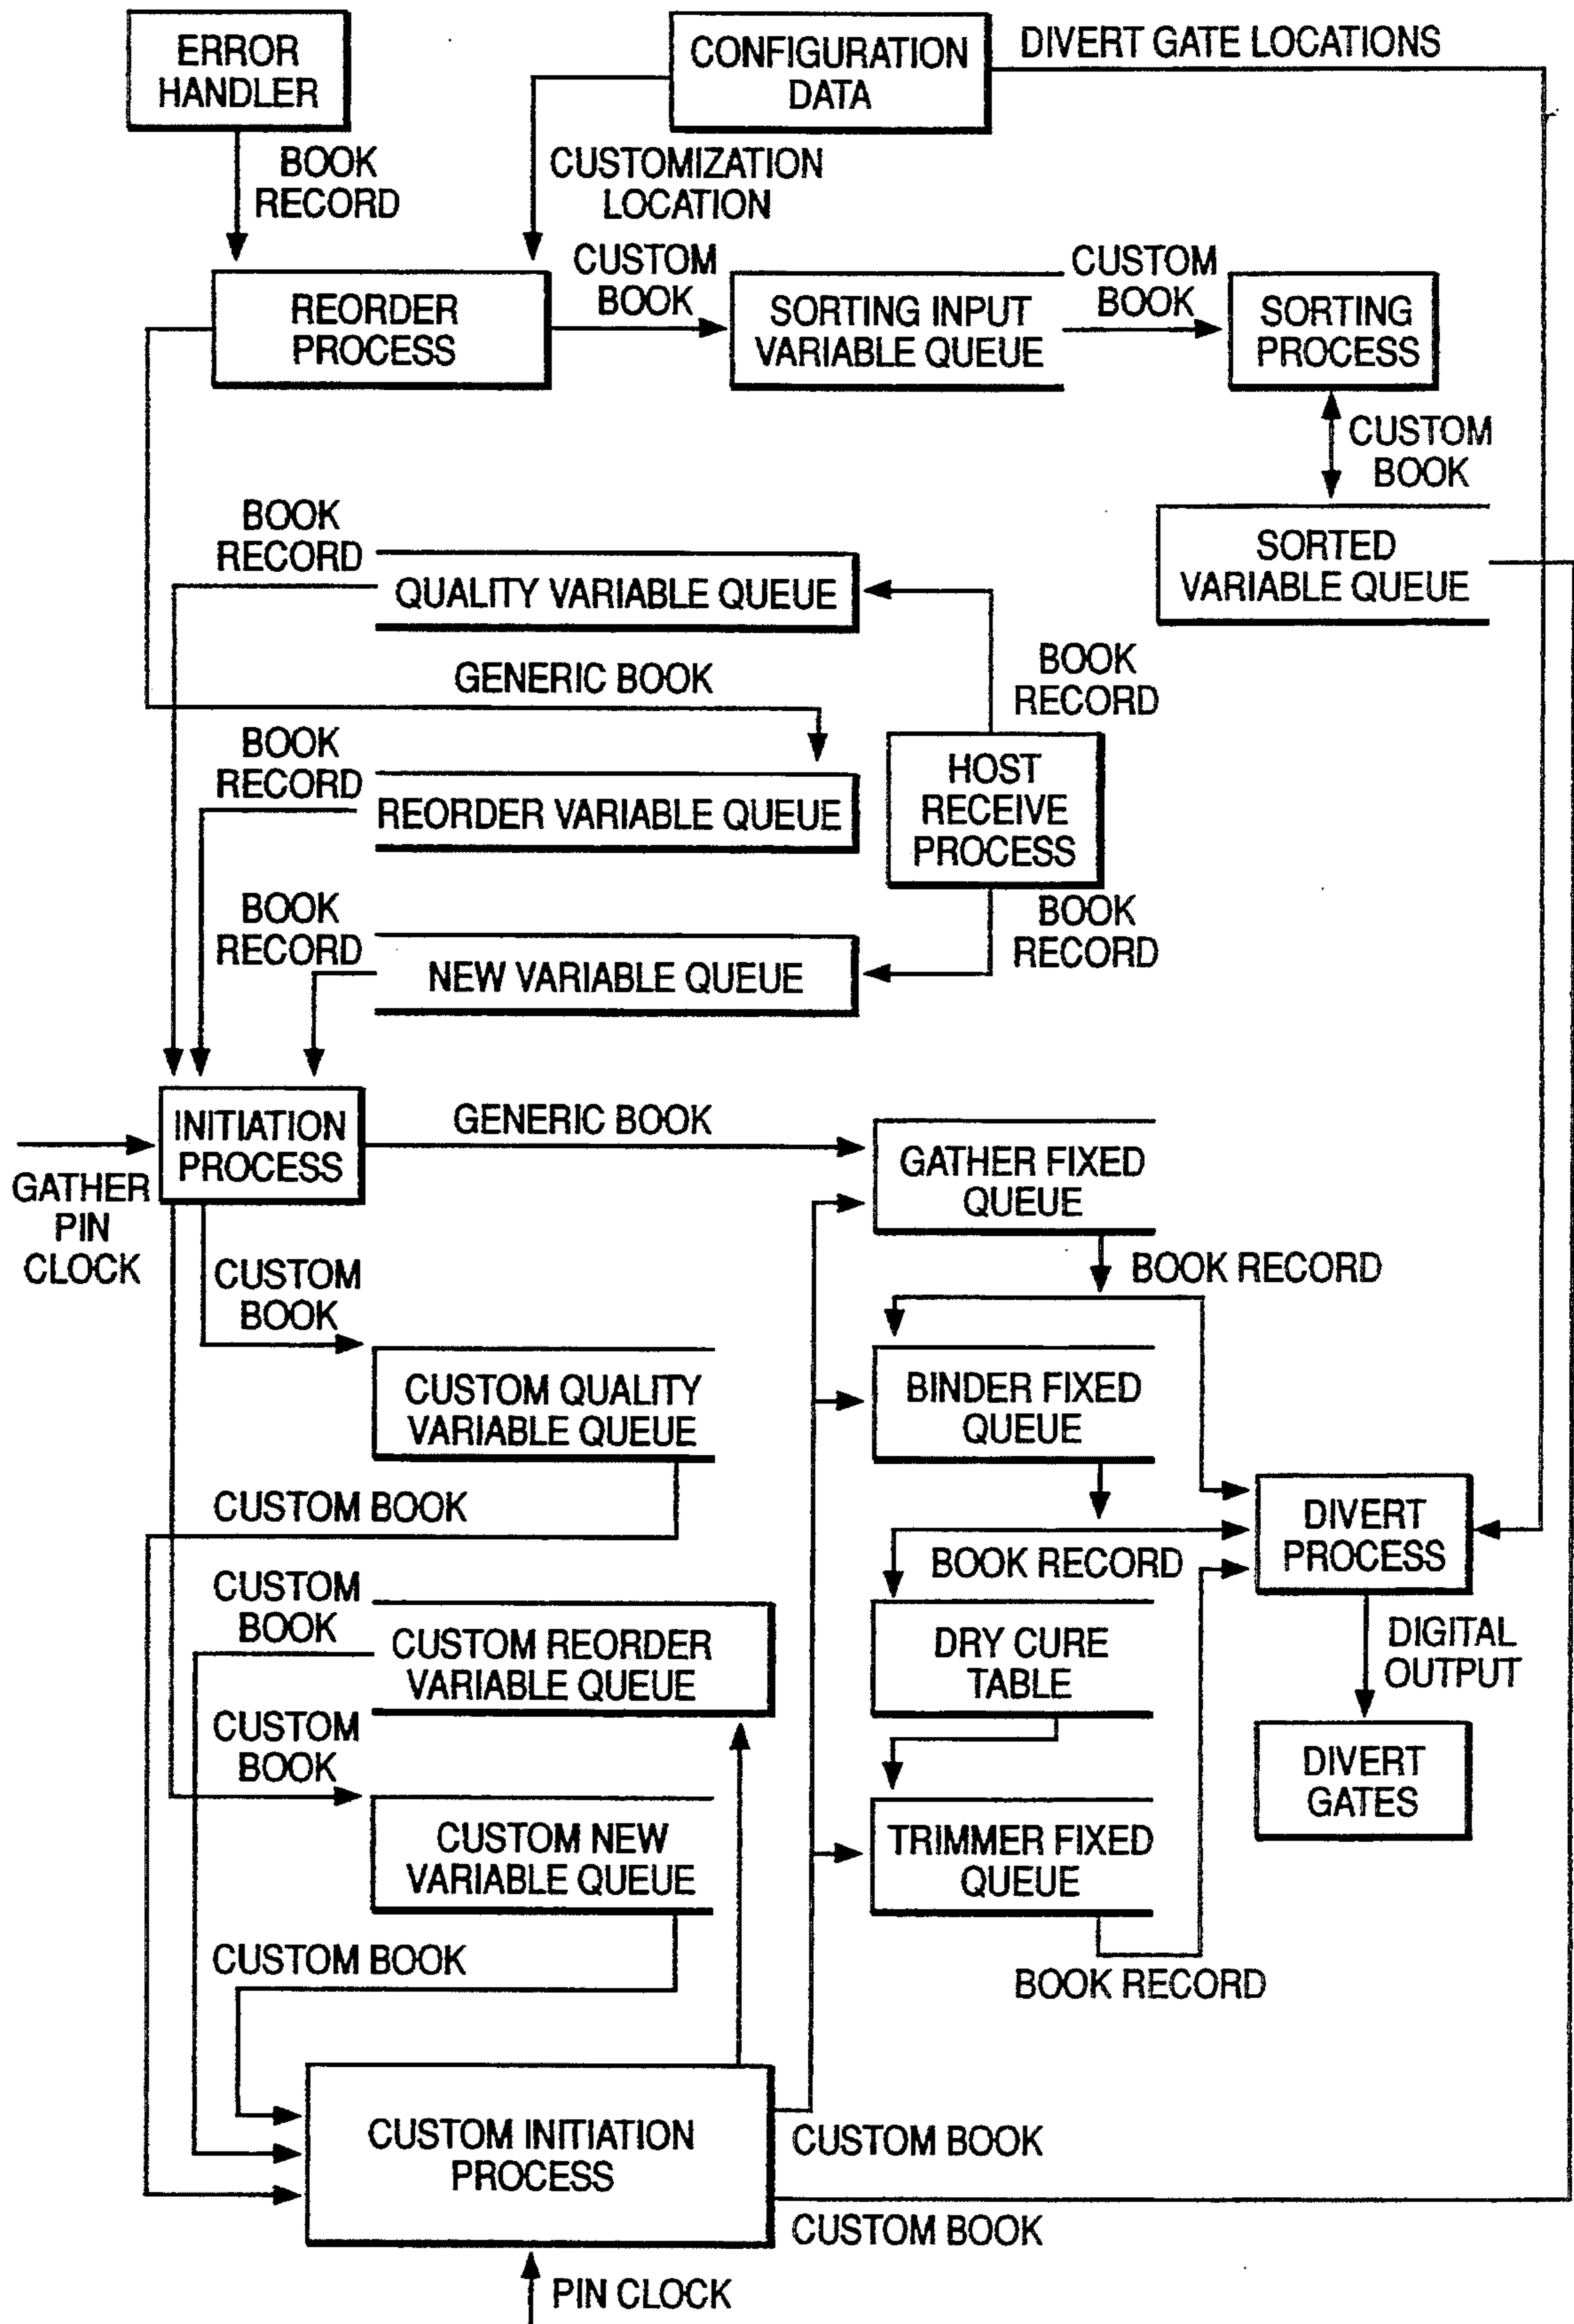 ERROR
HANDLER
CONFIGURATION
DATA
DIVERT GATE LOCATIONS
BOOK
RECORD
CUSTOMIZATION
LOCATION
REORDER
PROCESS
CUSTOM
BOOK
SORTING INPUT
VARIABLE QUEUE
CUSTOM
BOOK
SORTING
PROCESS
CUSTOM
BOOK
SORTED
VARIABLE QUEUE
BOOK
RECORD
QUALITY VARIABLE QUEUE
GENERIC BOOK
BOOK
RECORD
BOOK
RECORD
REORDER VARIABLE QUEUE
HOST
RECEIVE
PROCESS
BOOK
RECORD
BOOK
RECORD
NEW VARIABLE QUEUE
INITIATION
PROCESS
GENERIC BOOK
GATHER
PIN
CLOCK
GATHER FIXED
QUEUE
BOOK RECORD
CUSTOM
BOOK
CUSTOM QUALITY
VARIABLE QUEUE
BINDER FIXED
QUEUE
CUSTOM BOOK
DIVERT
PROCESS
BOOK RECORD
CUSTOM
BOOK
CUSTOM REORDER
VARIABLE QUEUE
DRY CURE
TABLE
DIGITAL
OUTPUT
CUSTOM
BOOK
DIVERT
GATES
CUSTOM NEW
VARIABLE QUEUE
TRIMMER FIXED
QUEUE
CUSTOM BOOK
BOOK RECORD
CUSTOM INITIATION
PROCESS
CUSTOM BOOK
CUSTOM BOOK
PIN CLOCK